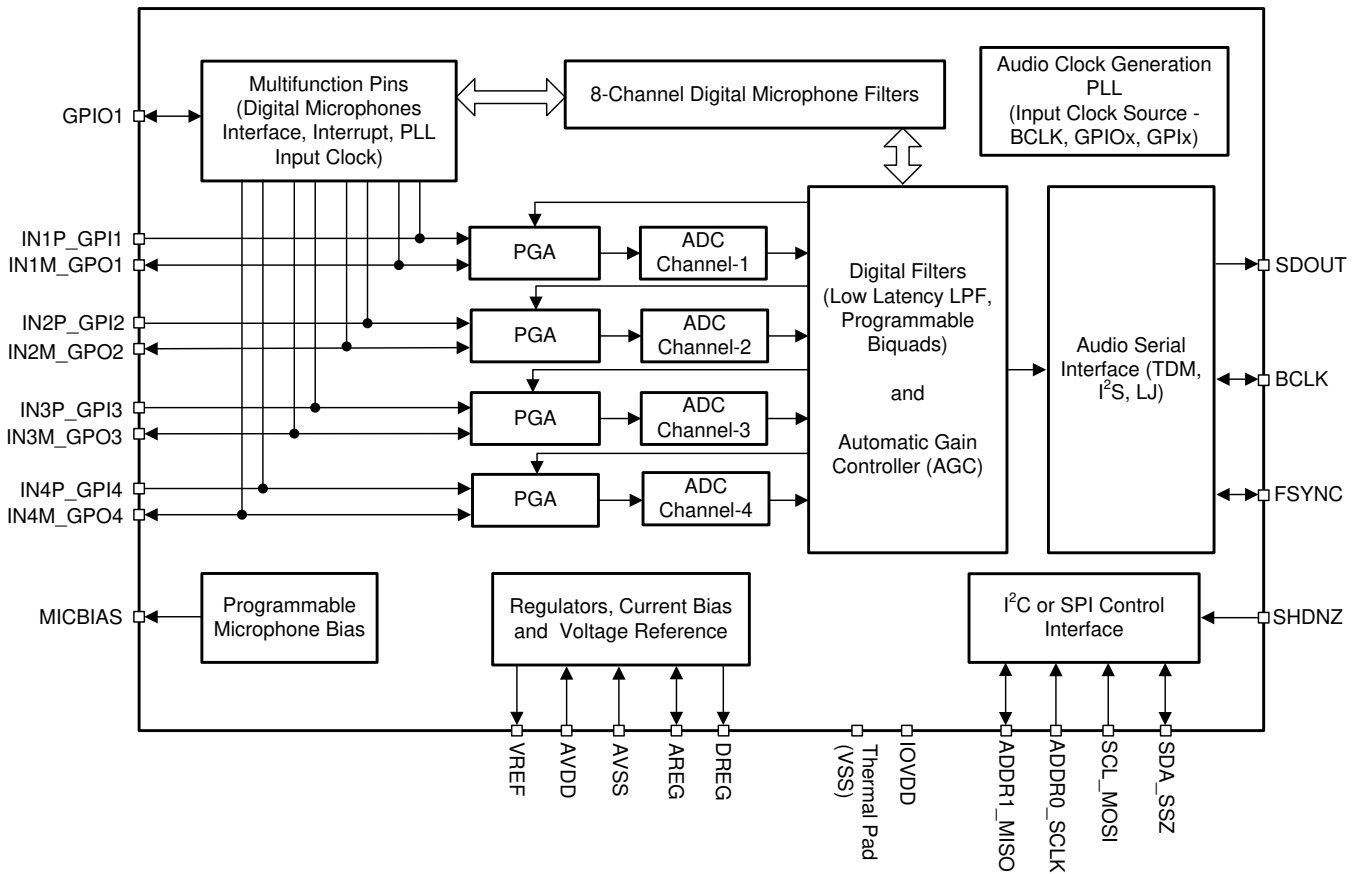 Multifunction Pins
(Digital Microphones
Interface, Interrupt, PLL
Input Clock)
8-Channel Digital Microphone Filters
Audio Clock Generation
PLL
(Input Clock Source -
BCLK, GPIOx, GPIx)
GPIO1
IN1P_GPI1
IN1M_GPO1
IN2P_GPI2
IN2M_GPO2
IN3P_GPI3
IN3M_GPO3
IN4P_GPI4
IN4M_GPO4
MICBIAS
PGA
ADC
Channel-1
PGA
ADC
Channel-2
PGA
ADC
Channel-3
PGA
ADC
Channel-4
Digital Filters
(Low Latency LPF,
Programmable
Biquads)
and
Automatic Gain
Controller (AGC)
Audio Serial
Interface (TDM,
I²S, LJ)
SDOUT
BCLK
FSYNC
SHDNZ
Programmable
Microphone Bias
Regulators, Current Bias
and Voltage Reference
I²C or SPI Control
Interface
VREF
AVDD
AVSS
AREG
DREG
Thermal Pad
(VSS)
IOVDD
ADDR1_MISO
ADDR0_SCLK
SCL_MOSI
SDA_SSZ